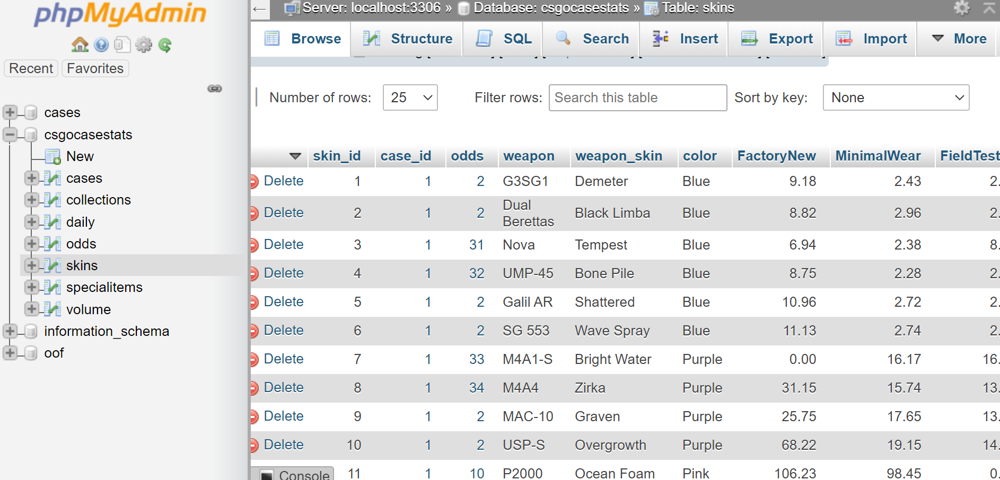 phpMyAdmin
Recent Favorites
cases
csgocasestats
New
cases
collections
daily
odds
skins
specialitems
volume
information_schema
oof
Server: localhost:3306 » Database: csgocasestats » Table: skins
Browse Structure SQL Search Insert Export Import More
Number of rows: 25 Filter rows: Search this table Sort by key: None
skin_id case_id odds weapon weapon_skin color FactoryNew MinimalWear FieldTest
Delete 1 1 2 G3SG1 Demeter Blue 9.18 2.43 2.
Delete 2 1 2 Dual Berettas Black Limba Blue 8.82 2.96 2.
Delete 3 1 31 Nova Tempest Blue 6.94 2.38 8.
Delete 4 1 32 UMP-45 Bone Pile Blue 8.75 2.28 2.
Delete 5 1 2 Galil AR Shattered Blue 10.96 2.72 2.
Delete 6 1 2 SG 553 Wave Spray Blue 11.13 2.74 2.
Delete 7 1 33 M4A1-S Bright Water Purple 0.00 16.17 16.
Delete 8 1 34 M4A4 Zirka Purple 31.15 15.74 13.
Delete 9 1 2 MAC-10 Graven Purple 25.75 17.65 13.
Delete 10 1 2 USP-S Overgrowth Purple 68.22 19.15 14.
Console 11 1 10 P2000 Ocean Foam Pink 106.23 98.45 0.